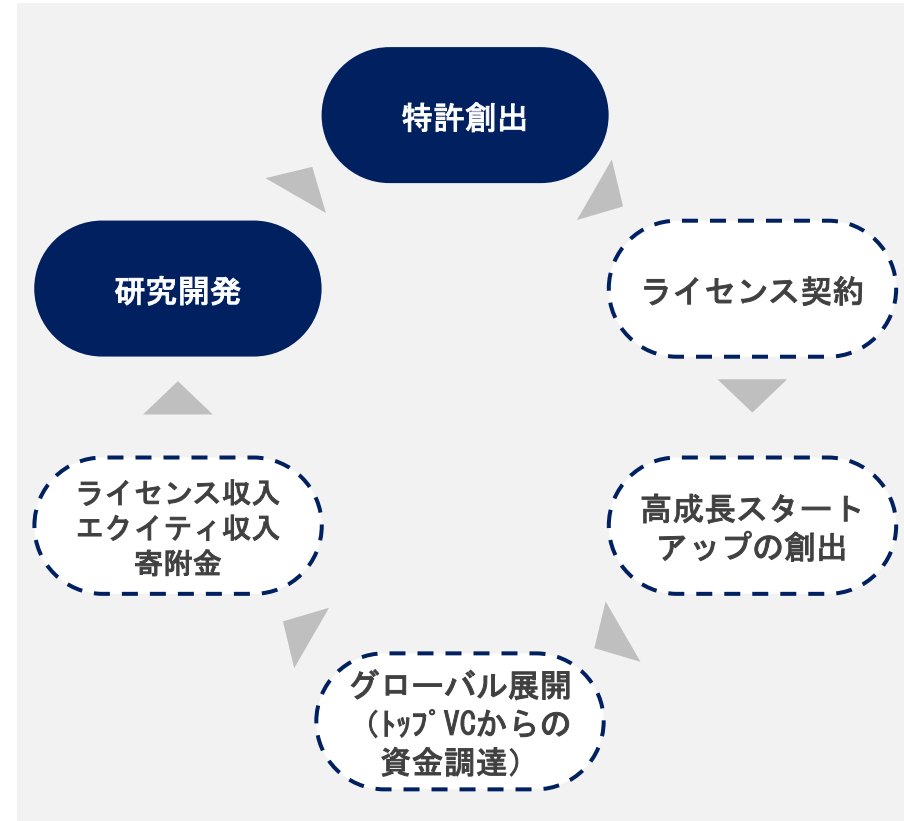 特許創出
研究開発
ライセンス契約
ライセンス収入
エクイティ収入
寄附金
高成長スタート
アップの創出
グローバル展開
（ﾄｯﾌﾟVCからの
資金調達）